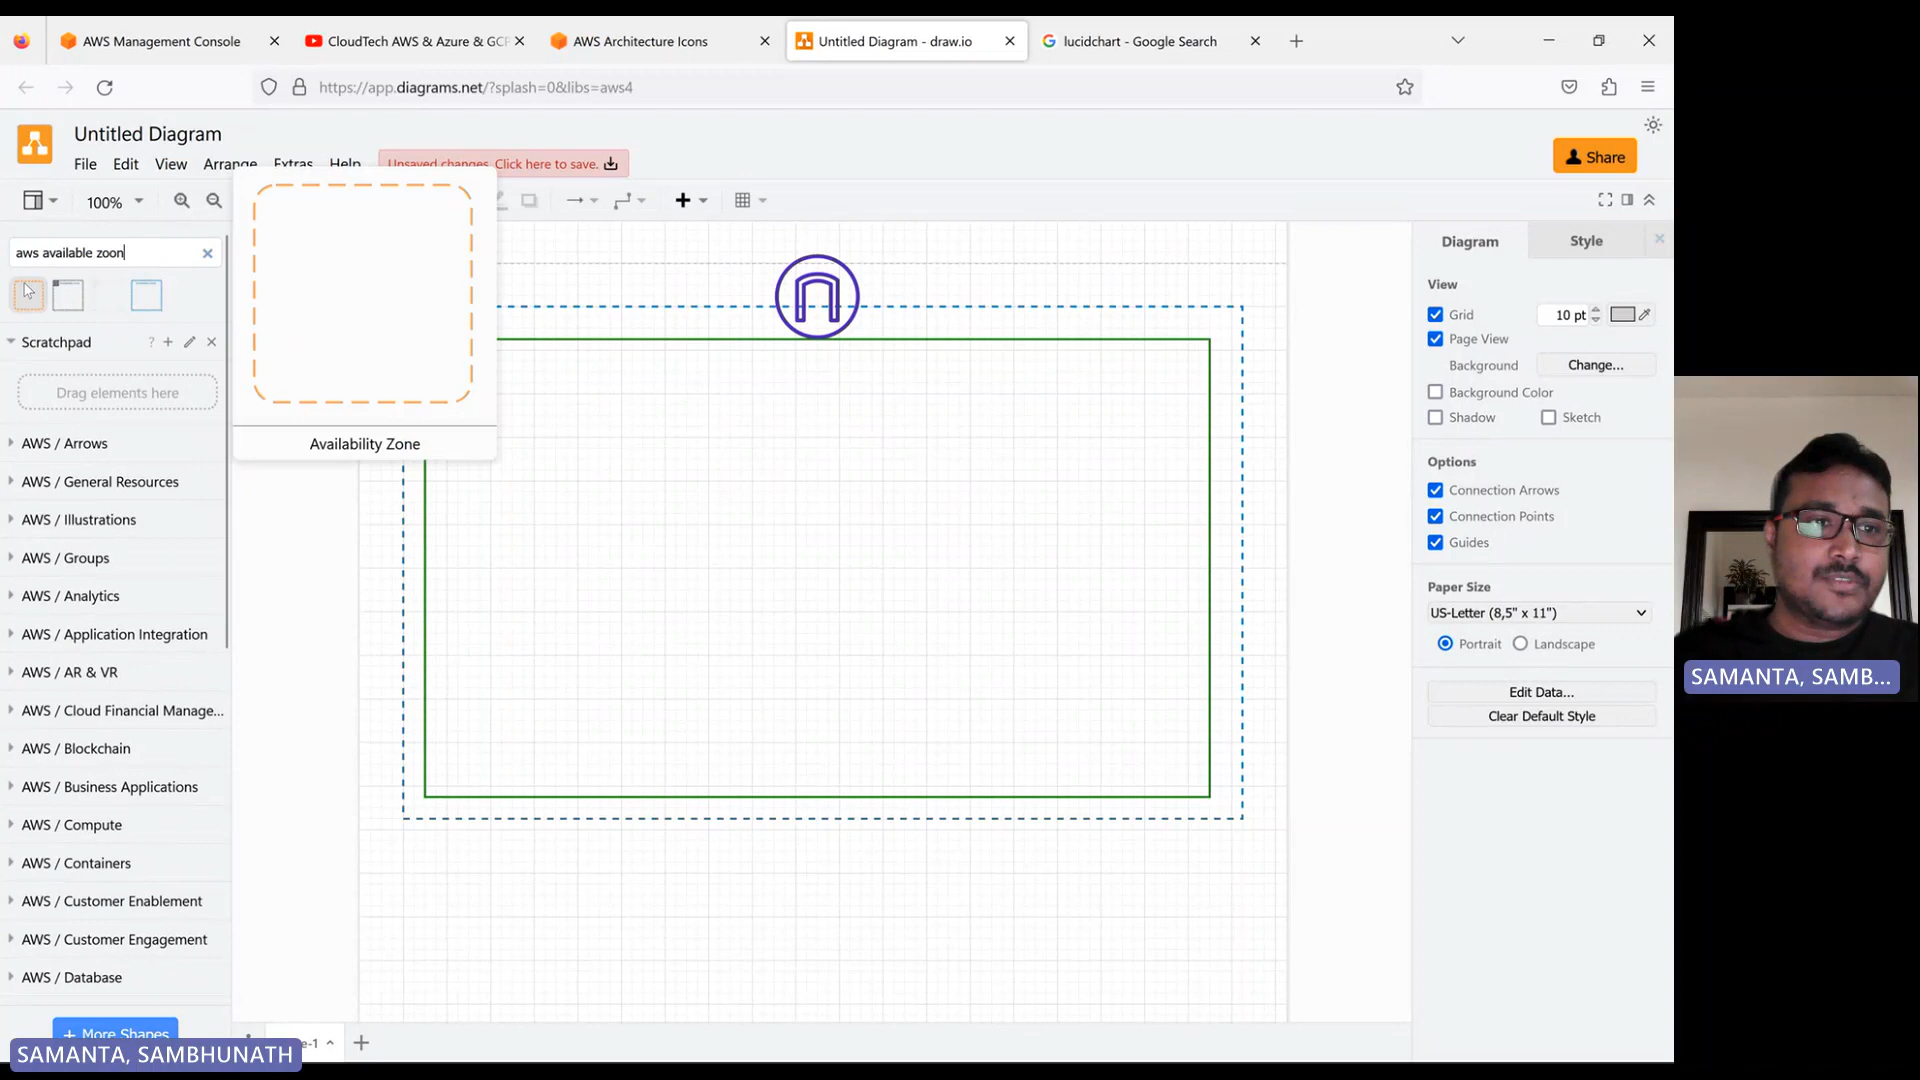 AWS Management Console
CloudTech AWS & Azure & GCP
AWS Architecture Icons
Untitled Diagram - draw.io
lucidchart - Google Search
https://app.diagrams.net/?splash=0&libs=aws4
Untitled Diagram
File Edit View Arrange Extras Help
Unsaved changes. Click here to save.
Share
100%
aws available zoon
Scratchpad
?
Drag elements here
AWS / Arrows
AWS / General Resources
AWS / Illustrations
AWS / Groups
AWS / Analytics
AWS / Application Integration
AWS / AR & VR
AWS / Cloud Financial Manage...
AWS / Blockchain
AWS / Business Applications
AWS / Compute
AWS / Containers
AWS / Customer Enablement
AWS / Customer Engagement
AWS / Database
+ More Shapes
Availability Zone
e-1
Diagram
Style
View
Grid
10 pt
Page View
Background
Change...
Background Color
Shadow
Sketch
Options
Connection Arrows
Connection Points
Guides
Paper Size
US-Letter (8,5" x 11")
Portrait
Landscape
Edit Data...
Clear Default Style
SAMANTA, SAMB...
SAMANTA, SAMBHUNATH